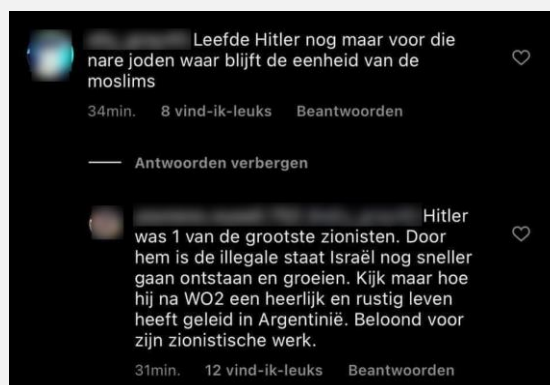 Leefde Hitler nog maar voor die
nare joden waar blijft de eenheid van de
moslims
34min. 8 vind-ik-leuks Beantwoorden
Antwoorden verbergen
Hitler
was 1 van de grootste zionisten. Door
hem is de illegale staat Israël nog sneller
gaan ontstaan en groeien. Kijk maar hoe
hij na WO2 een heerlijk en rustig leven
heeft geleid in Argentinië. Beloond voor
zijn zionistische werk.
31min. 12 vind-ik-leuks Beantwoorden